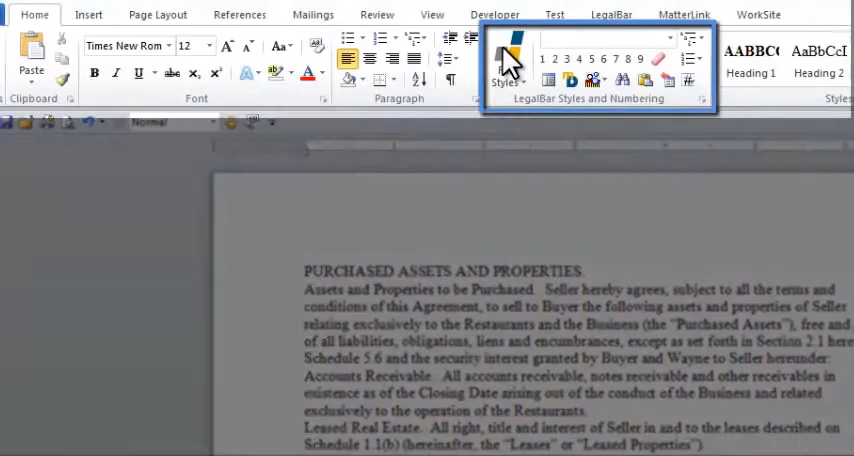 Home Insert Page Layout References Mailings Review View Developer Test LegalBar MatterLink WorkSite
Times New Rom 12 A A Aa
Paste
B I U x₂ x² A A
Styles
1 2 3 4 5 6 7 8 9
AABBC AaBbCcI
Heading 1 Heading 2
Clipboard Font Paragraph LegalBar Styles and Numbering Styles
Normal
PURCHASED ASSETS AND PROPERTIES.
Assets and Properties to be Purchased. Seller hereby agrees, subject to all the terms and
conditions of this Agreement, to sell to Buyer the following assets and properties of Seller
relating exclusively to the Restaurants and the Business (the "Purchased Assets"), free and
of all liabilities, obligations, liens and encumbrances, except as set forth in Section 2.1 here
Schedule 5.6 and the security interest granted by Buyer and Wayne to Seller hereunder:
Accounts Receivable. All accounts receivable, notes receivable and other receivables in
existence as of the Closing Date arising out of the conduct of the Business and related
exclusively to the operation of the Restaurants.
Leased Real Estate. All right, title and interest of Seller in and to the leases described on
Schedule 1.1(b) (hereinafter, the "Leases" or "Leased Properties").